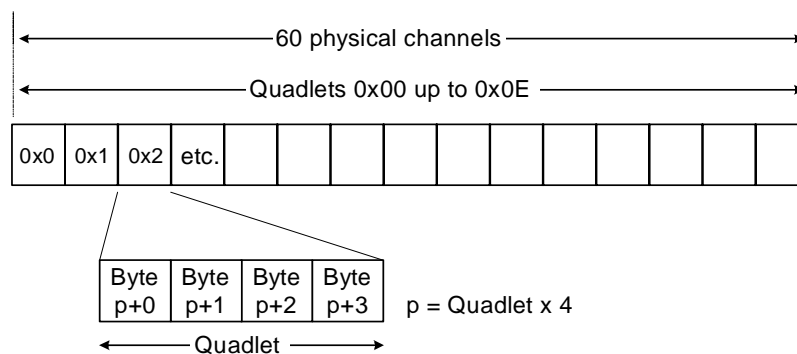 60 physical channels
Quadlets 0x00 up to 0x0E
0x0 0x1 0x2 etc.
Byte Byte Byte Byte
p+0 p+1 p+2 p+3
p = Quadlet x 4
Quadlet